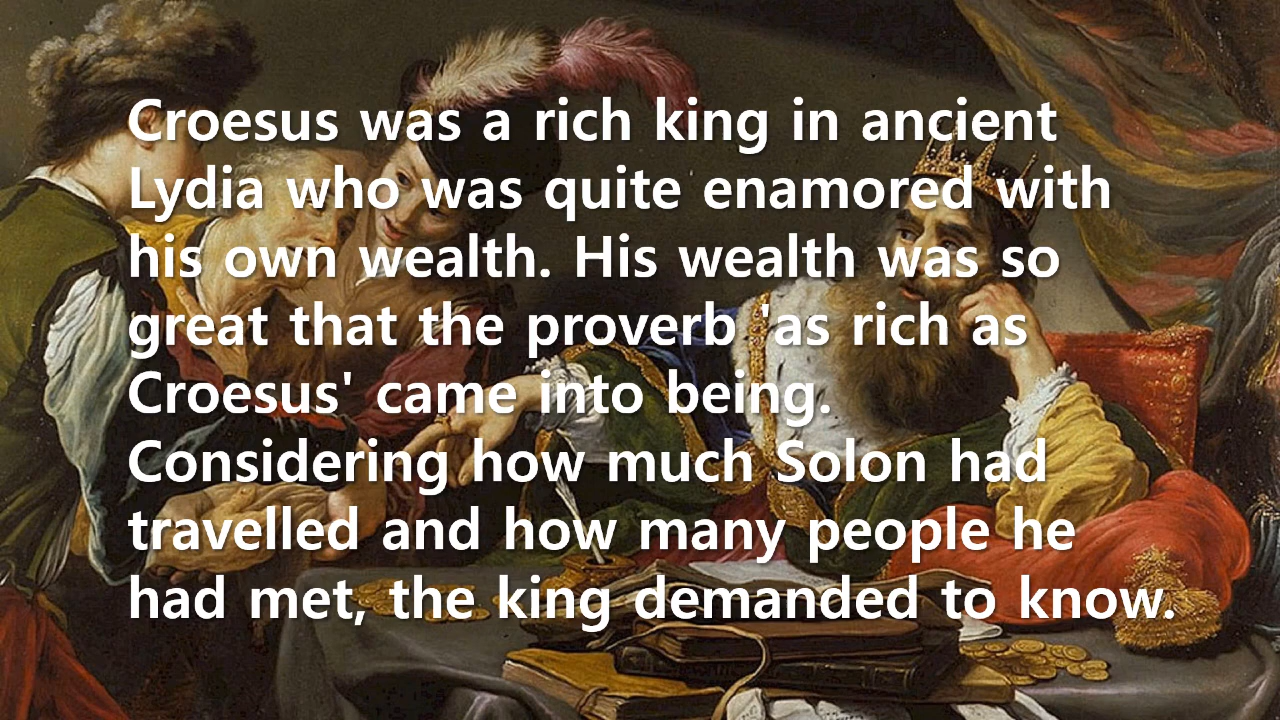 Croesus was a rich king in ancient
Lydia who was quite enamored with
his own wealth. His wealth was so
great that the proverb 'as rich as
Croesus' came into being.
Considering how much Solon had
travelled and how many people he
had met, the king demanded to know.